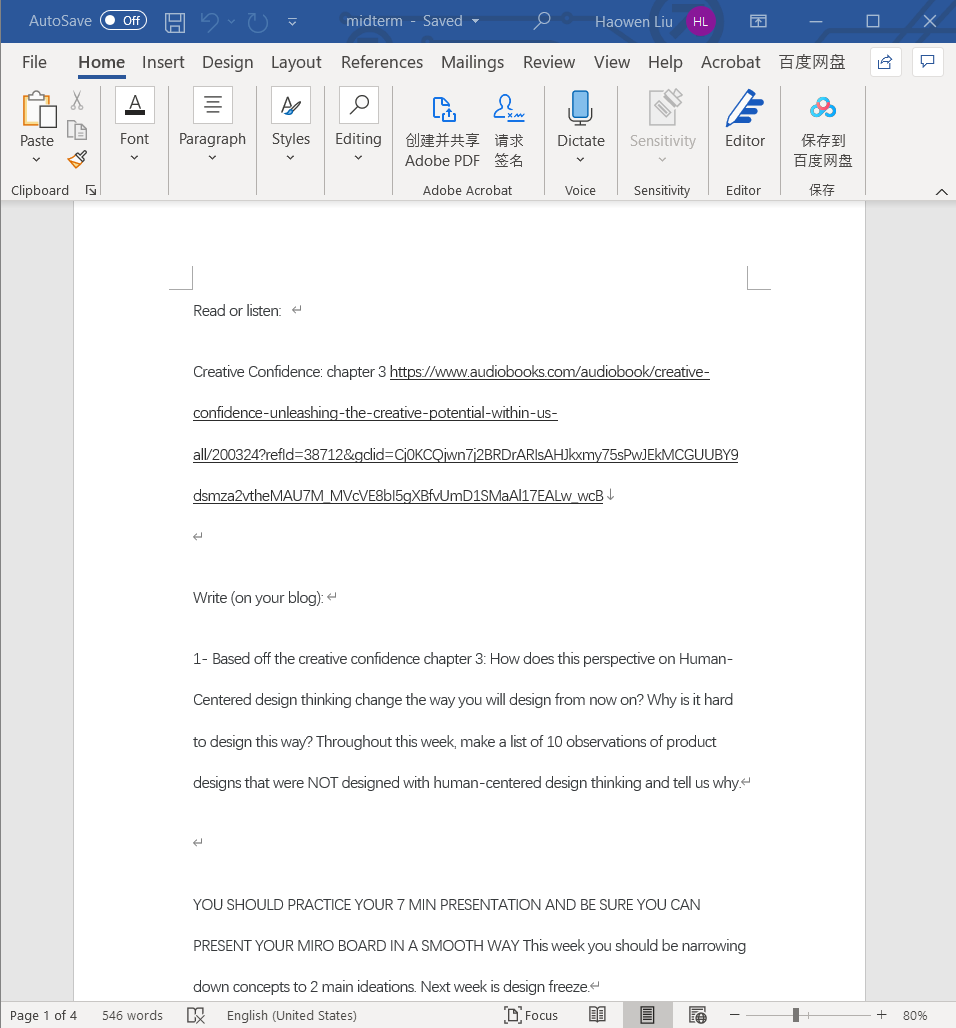 AutoSave Off midterm - Saved Haowen Liu HL
File Home Insert Design Layout References Mailings Review View Help Acrobat 百度网盘
Paste Font Paragraph Styles Editing 创建并共享 Adobe PDF 请求 签名 Dictate Sensitivity Editor 保存到 百度网盘
Clipboard Adobe Acrobat Voice Sensitivity Editor 保存
Read or listen:
Creative Confidence: chapter 3 https://www.audiobooks.com/audiobook/creative-
confidence-unleashing-the-creative-potential-within-us-
all/200324?refId=38712&gclid=Cj0KCQjwn7j2BRDrARIsAHJkxmy75sPwJEkMCGUUBY9
dsmza2vtheMAU7M_MVcVE8bI5gXBfvUmD1SMaAl17EALw_wcB
Write (on your blog):
1- Based off the creative confidence chapter 3: How does this perspective on Human-
Centered design thinking change the way you will design from now on? Why is it hard
to design this way? Throughout this week, make a list of 10 observations of product
designs that were NOT designed with human-centered design thinking and tell us why.
YOU SHOULD PRACTICE YOUR 7 MIN PRESENTATION AND BE SURE YOU CAN
PRESENT YOUR MIRO BOARD IN A SMOOTH WAY This week you should be narrowing
down concepts to 2 main ideations. Next week is design freeze.
Page 1 of 4 546 words English (United States) Focus 80%